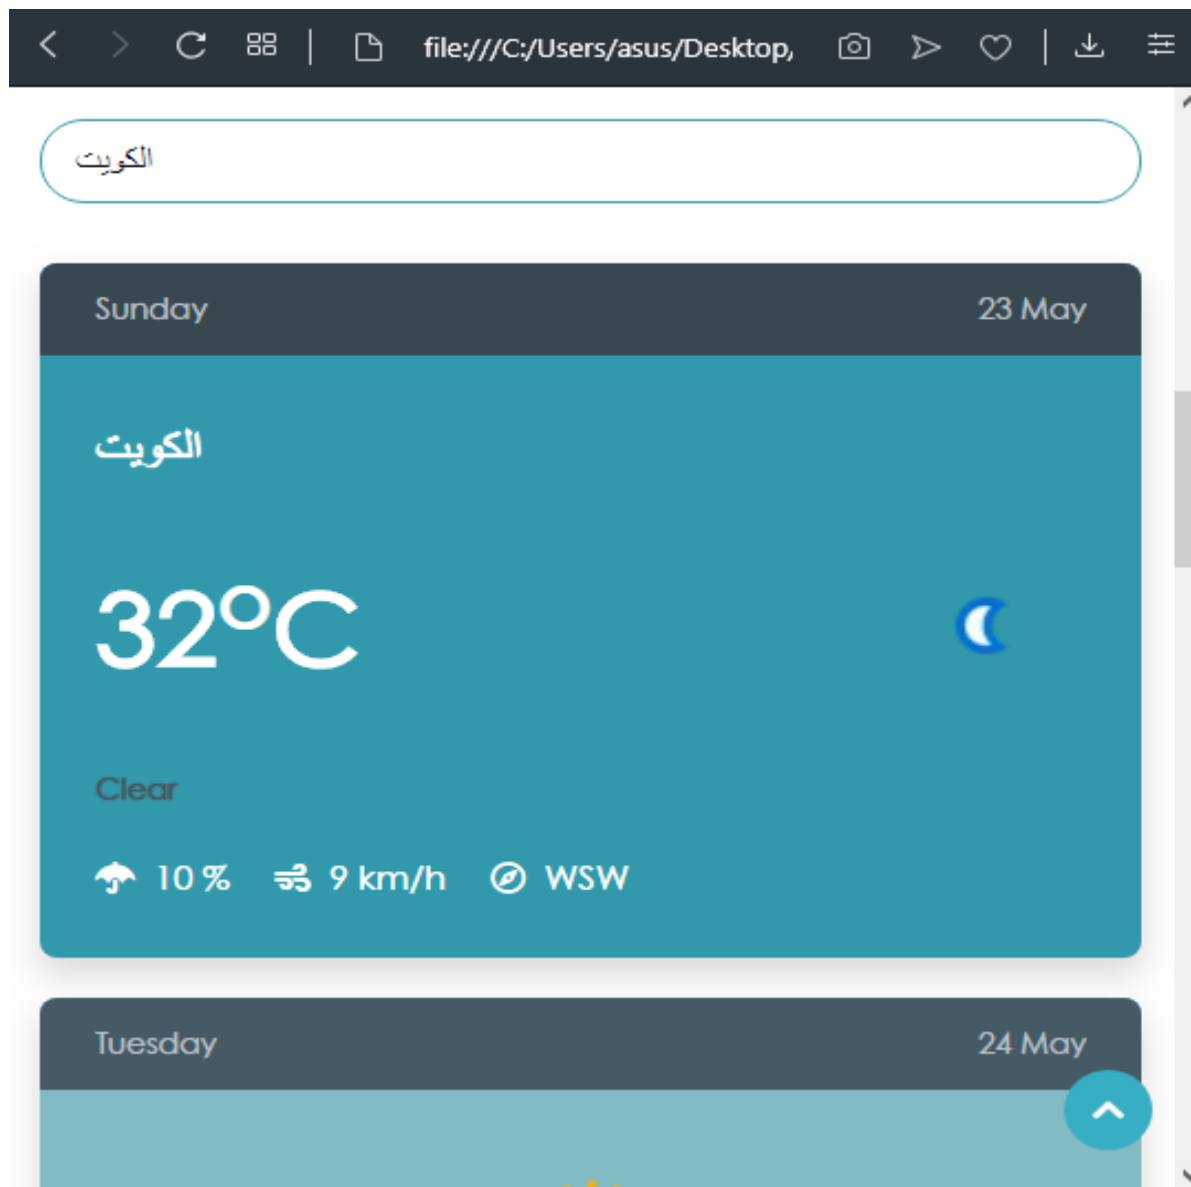 file:///C:/Users/asus/Desktop/
الكويت
Sunday 23 May
الكويت
32°C
Clear
10 % 9 km/h WSW
Tuesday 24 May